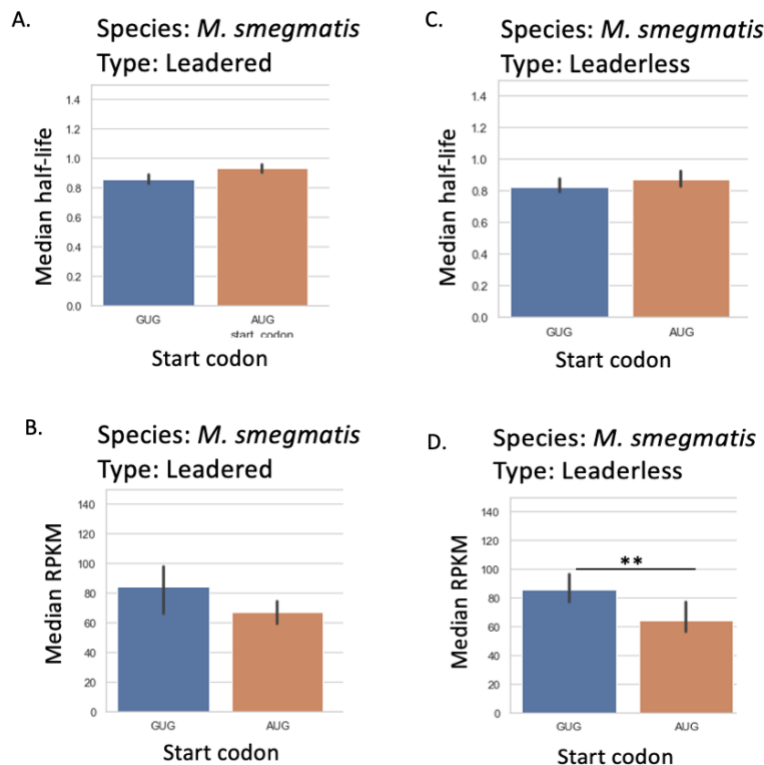 A.
Species: M. smegmatis
Type: Leadered
Median half-life
1.4
1.2
1.0
0.8
0.6
0.4
0.2
0.0
GUG
AUG
start_codon
Start codon
C.
Species: M. smegmatis
Type: Leaderless
Median half-life
1.4
1.2
1.0
0.8
0.6
0.4
0.2
0.0
GUG
AUG
Start codon
B.
Species: M. smegmatis
Type: Leadered
Median RPKM
140
120
100
80
60
40
20
0
GUG
AUG
Start codon
D.
Species: M. smegmatis
Type: Leaderless
Median RPKM
140
120
100
80
60
40
20
0
**
GUG
AUG
Start codon